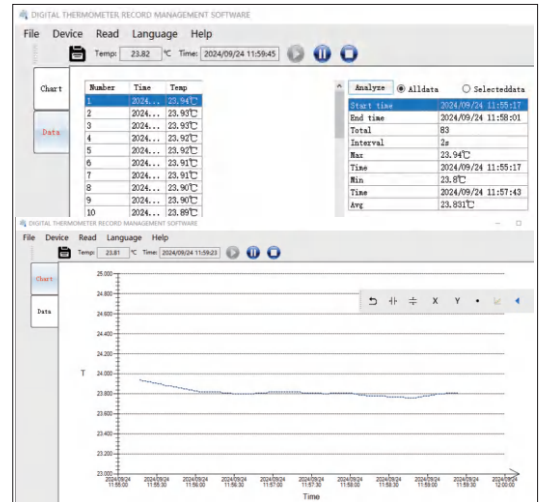 DIGITAL THERMOMETER RECORD MANAGEMENT SOFTWARE
File Device Read Language Help
Temp: 23.82 ℃ Time: 2024/09/24 11:59:45
Chart
Data
Number Time Temp
1 2024... 23.94℃
2 2024... 23.93℃
3 2024... 23.93℃
4 2024... 23.92℃
5 2024... 23.92℃
6 2024... 23.91℃
7 2024... 23.91℃
8 2024... 23.90℃
9 2024... 23.90℃
10 2024... 23.89℃
Analyze Alldata Selecteddata
Start time 2024/09/24 11:55:17
End time 2024/09/24 11:58:01
Total 83
Interval 2s
Max 23.94℃
Time 2024/09/24 11:55:17
Min 23.8℃
Time 2024/09/24 11:57:43
Avg 23.831℃
DIGITAL THERMOMETER RECORD MANAGEMENT SOFTWARE
File Device Read Language Help
Temp: 23.81 ℃ Time: 2024/09/24 11:59:23
Chart
Data
X Y
25.000
24.800
24.600
24.400
24.200
T 24.000
23.800
23.600
23.400
23.200
23.000
2024/09/24 2024/09/24 2024/09/24 2024/09/24 2024/09/24 2024/09/24 2024/09/24 2024/09/24 2024/09/24 2024/09/24 2024/09/24
11:55:00 11:55:30 11:56:00 11:56:30 11:57:00 11:57:30 11:58:00 11:58:30 11:59:00 11:59:30 12:00:00
Time